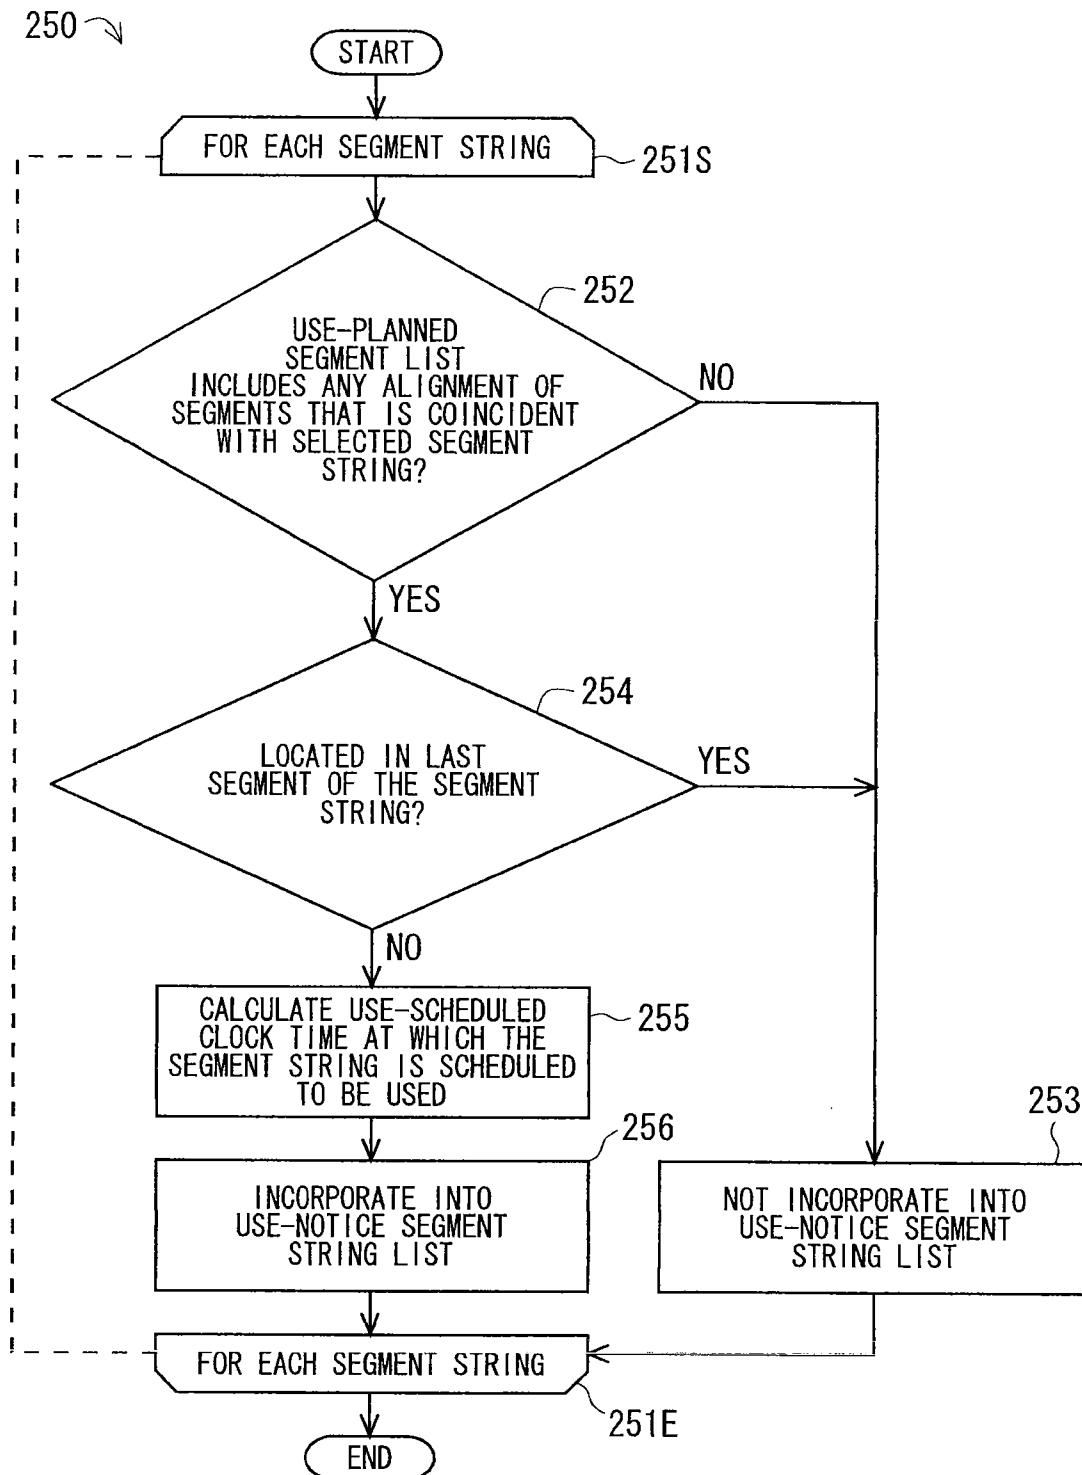 250
START
FOR EACH SEGMENT STRING
251S
252
USE-PLANNED
SEGMENT LIST
INCLUDES ANY ALIGNMENT OF
SEGMENTS THAT IS COINCIDENT
WITH SELECTED SEGMENT
STRING?
NO
YES
254
LOCATED IN LAST
SEGMENT OF THE SEGMENT
STRING?
YES
NO
CALCULATE USE-SCHEDULED
CLOCK TIME AT WHICH THE
SEGMENT STRING IS SCHEDULED
TO BE USED
255
256
INCORPORATE INTO
USE-NOTICE SEGMENT
STRING LIST
253
NOT INCORPORATE INTO
USE-NOTICE SEGMENT
STRING LIST
FOR EACH SEGMENT STRING
251E
END